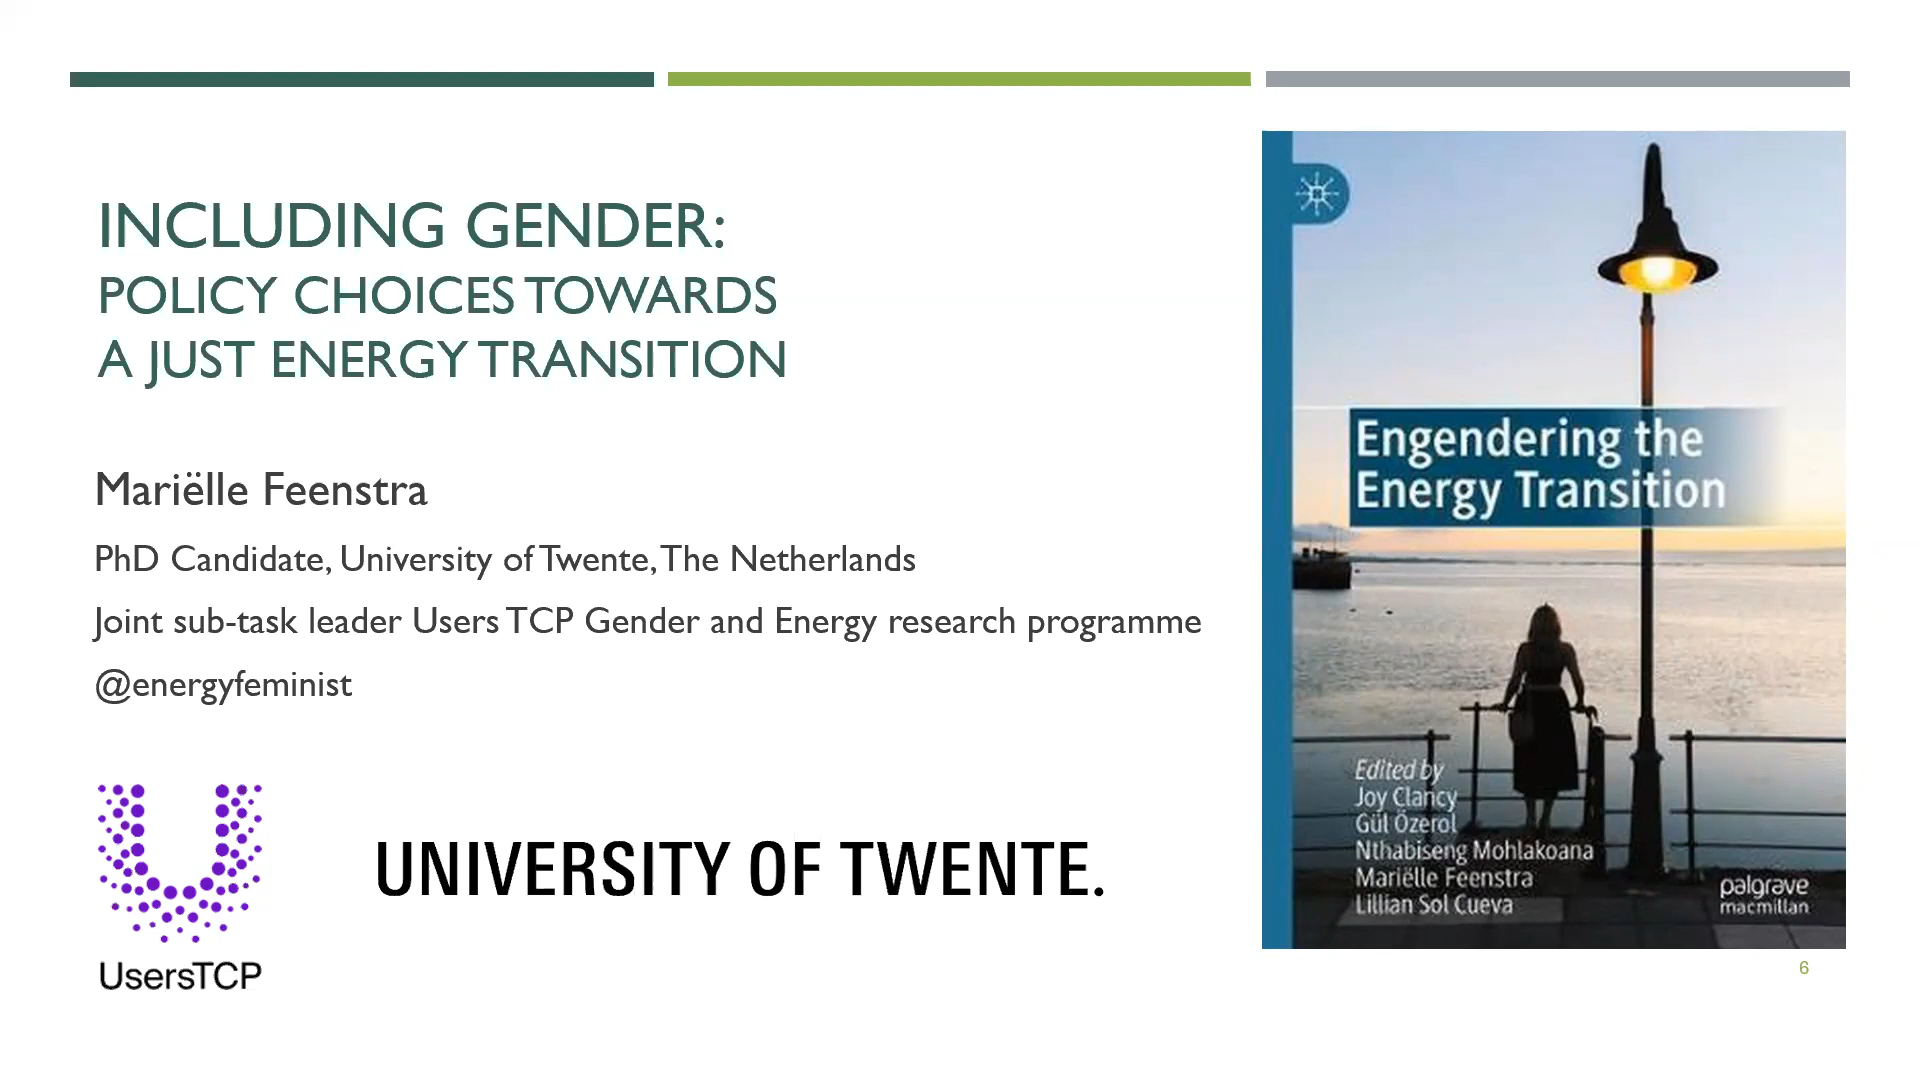 INCLUDING GENDER:
POLICY CHOICES TOWARDS
A JUST ENERGY TRANSITION
Mariëlle Feenstra
PhD Candidate, University of Twente, The Netherlands
Joint sub-task leader Users TCP Gender and Energy research programme
@energyfeminist
UsersTCP
UNIVERSITY OF TWENTE.
Engendering the
Energy Transition
Edited by
Joy Clancy
Gül Özerol
Nthabiseng Mohlakoana
Mariëlle Feenstra
Lillian Sol Cueva
palgrave
macmillan
6